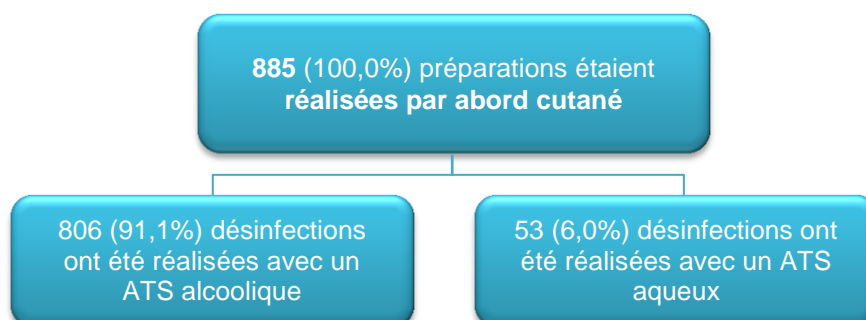 885 (100,0%) préparations étaient
réalisées par abord cutané
806 (91,1%) désinfections
ont été réalisées avec un
ATS alcoolique
53 (6,0%) désinfections ont
été réalisées avec un ATS
aqueux